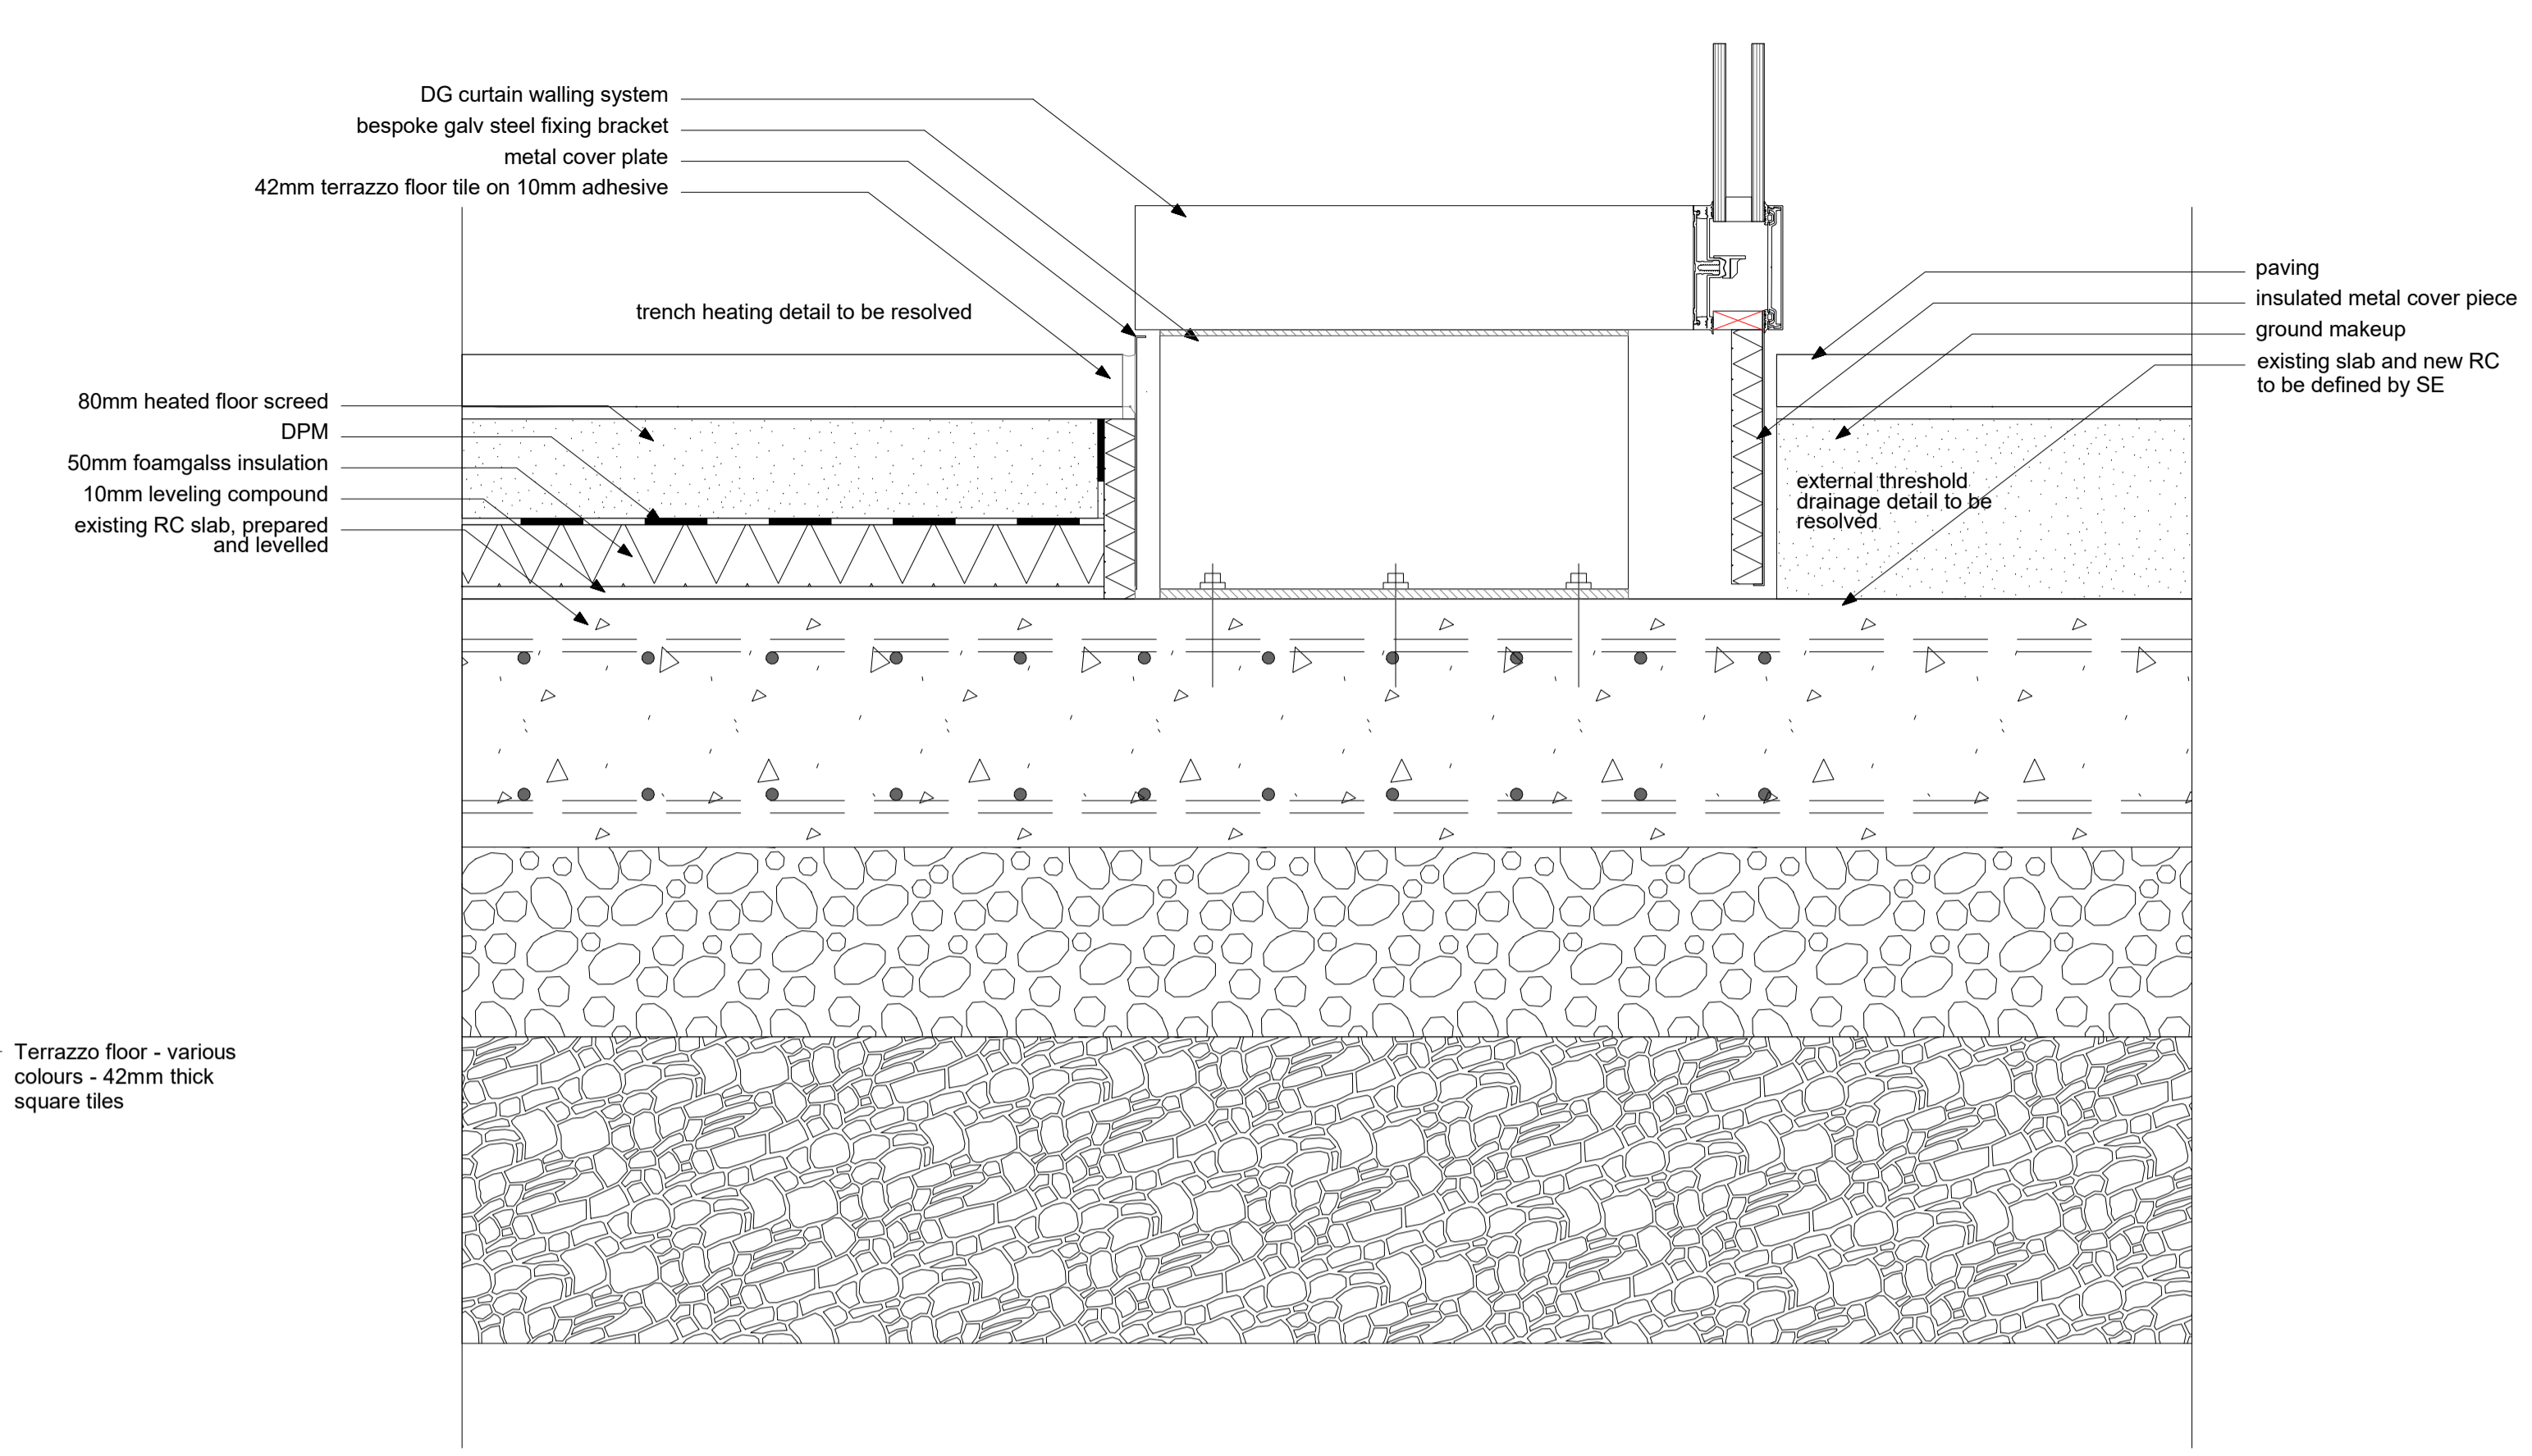 DG curtain walling system
bespoke galv steel fixing bracket
metal cover plate
42mm terrazzo floor tile on 10mm adhesive
trench heating detail to be resolved
80mm heated floor screed
DPM
50mm foamgalss insulation
10mm leveling compound
existing RC slab, prepared
and levelled
paving
insulated metal cover piece
ground makeup
existing slab and new RC
to be defined by SE
external threshold
drainage detail to be
resolved
Terrazzo floor - various
colours - 42mm thick
square tiles